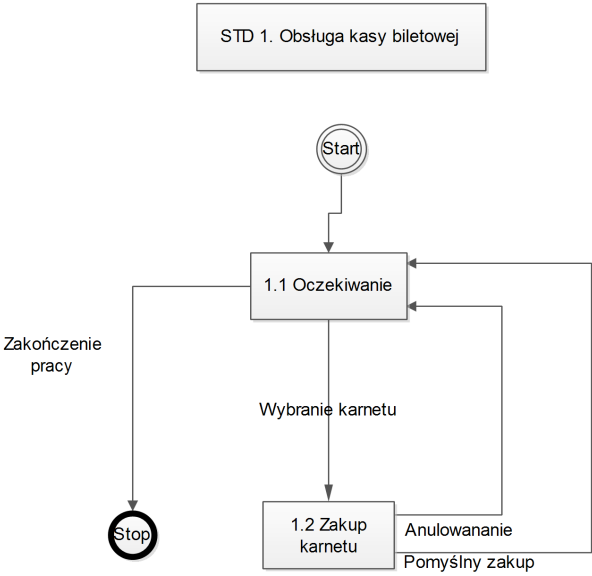 STD 1. Obsługa kasy biletowej
Start
1.1 Oczekiwanie
Zakończenie
pracy
Wybranie karnetu
1.2 Zakup
karnetu
Anulowananie
Pomyślny zakup
Stop